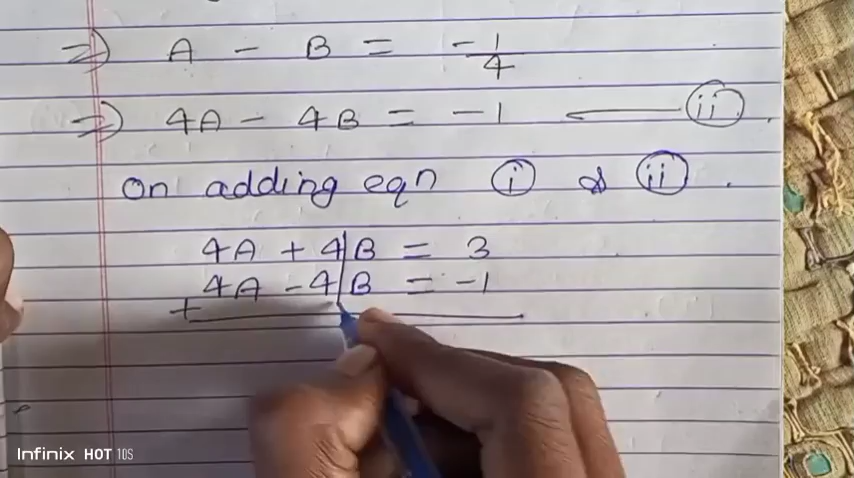 ⇒ A - B = -1/4
⇒ 4A - 4B = -1 ← ii
On adding eqn i & ii .
4A + 4B = 3
4A - 4B = -1
+
Infinix HOT 10S